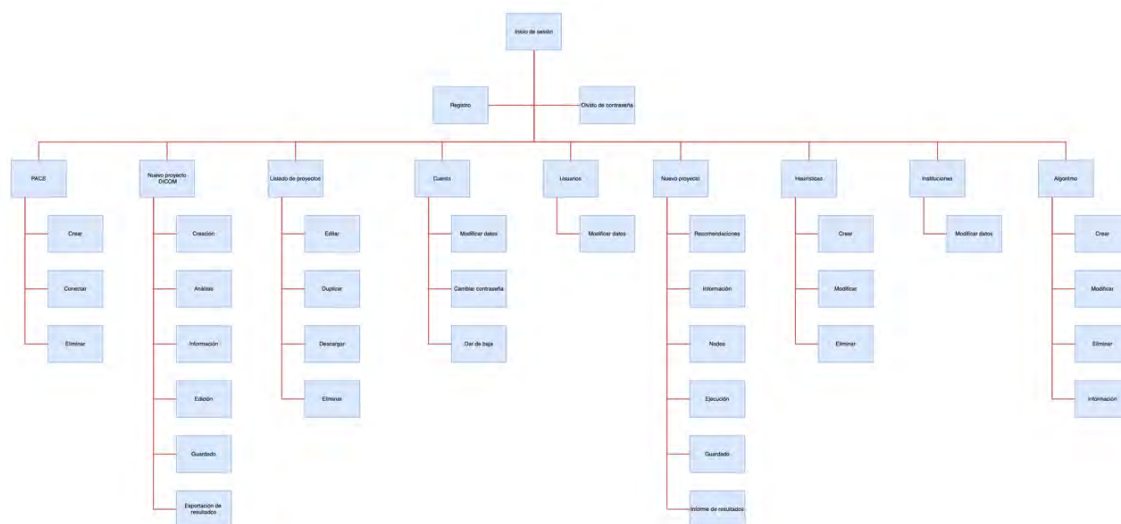 Inicio de sesión
Registro
Olvido de contraseña
PACS
Nuevo proyecto
DICOM
Listado de proyectos
Cuenta
Usuarios
Nuevo proyecto
Heurísticas
Instituciones
Algoritmo
Crear
Creación
Editar
Modificar datos
Modificar datos
Recomendaciones
Crear
Modificar datos
Crear
Conectar
Análisis
Duplicar
Cambiar contraseña
Información
Modificar
Modificar
Eliminar
Información
Descargar
Dar de baja
Nodos
Eliminar
Eliminar
Edición
Eliminar
Ejecución
Información
Guardado
Guardado
Exportación de
resultados
Informe de resultados